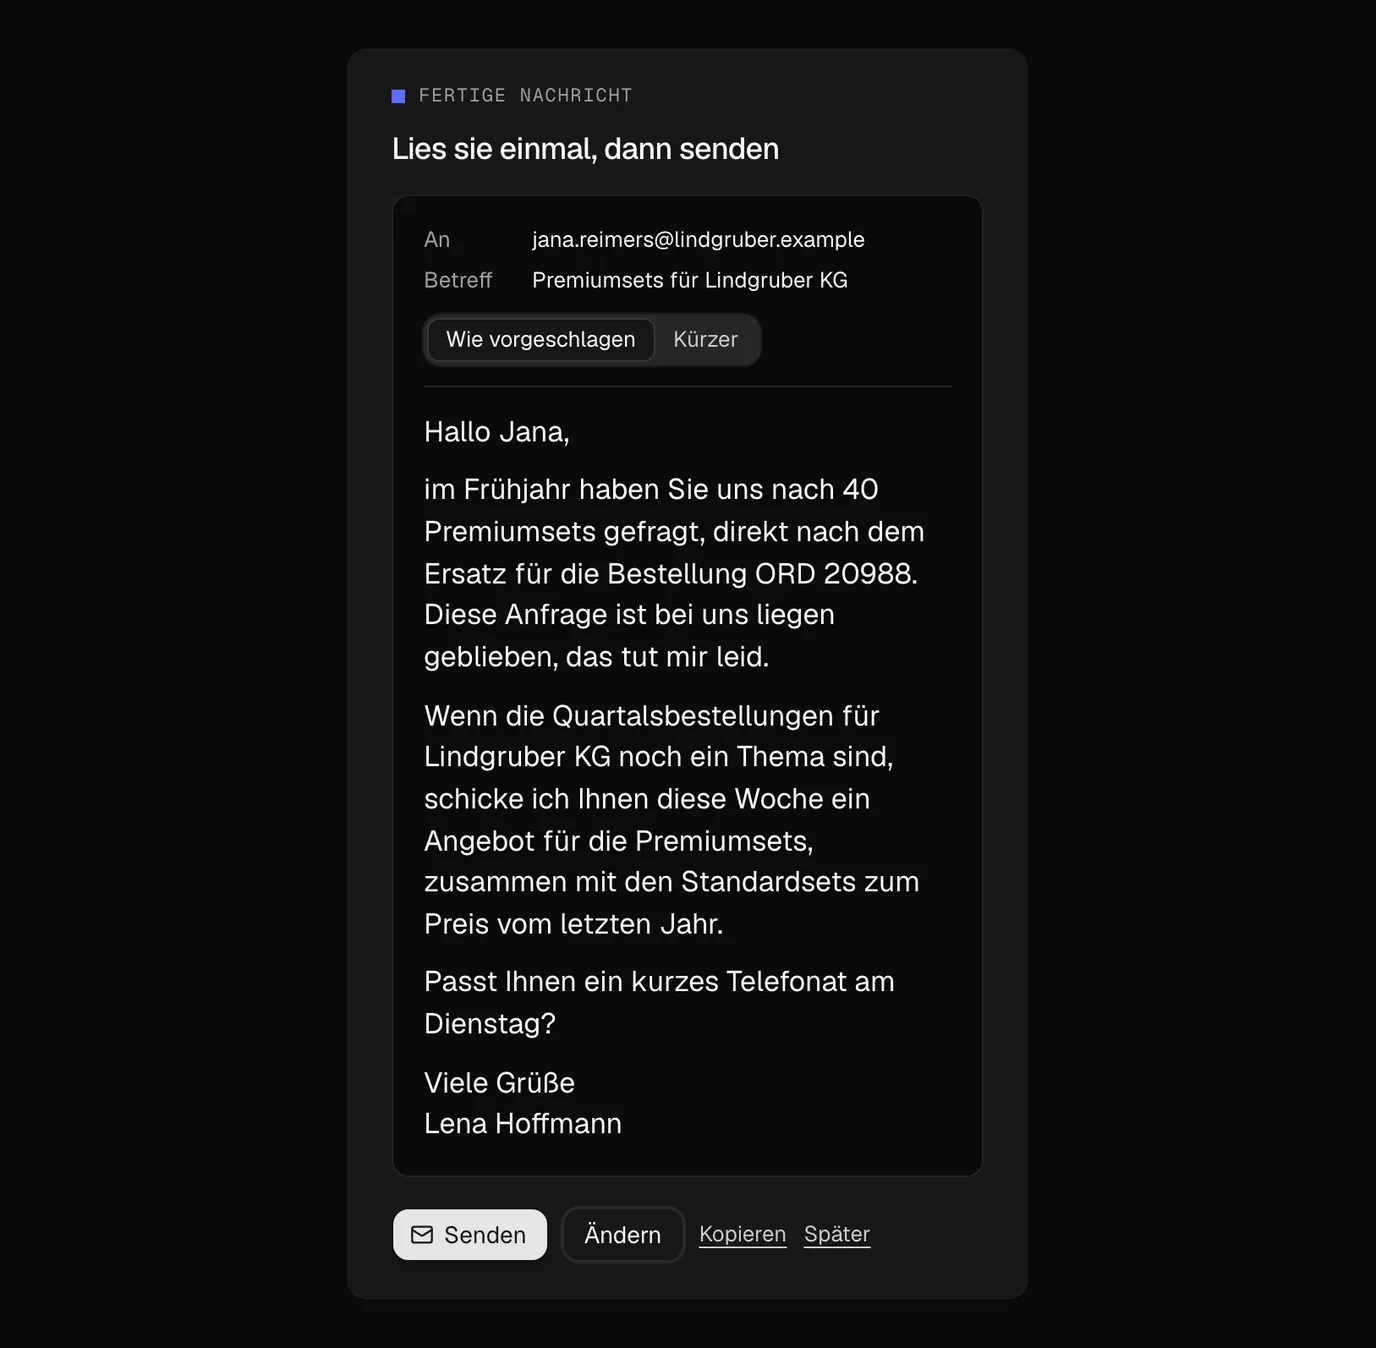 FERTIGE NACHRICHT
Lies sie einmal, dann senden
An jana.reimers@lindgruber.example
Betreff Premiumsets für Lindgruber KG
Wie vorgeschlagen Kürzer
Hallo Jana,
im Frühjahr haben Sie uns nach 40
Premiumsets gefragt, direkt nach dem
Ersatz für die Bestellung ORD 20988.
Diese Anfrage ist bei uns liegen
geblieben, das tut mir leid.
Wenn die Quartalsbestellungen für
Lindgruber KG noch ein Thema sind,
schicke ich Ihnen diese Woche ein
Angebot für die Premiumsets,
zusammen mit den Standardsets zum
Preis vom letzten Jahr.
Passt Ihnen ein kurzes Telefonat am
Dienstag?
Viele Grüße
Lena Hoffmann
Senden Ändern Kopieren Später